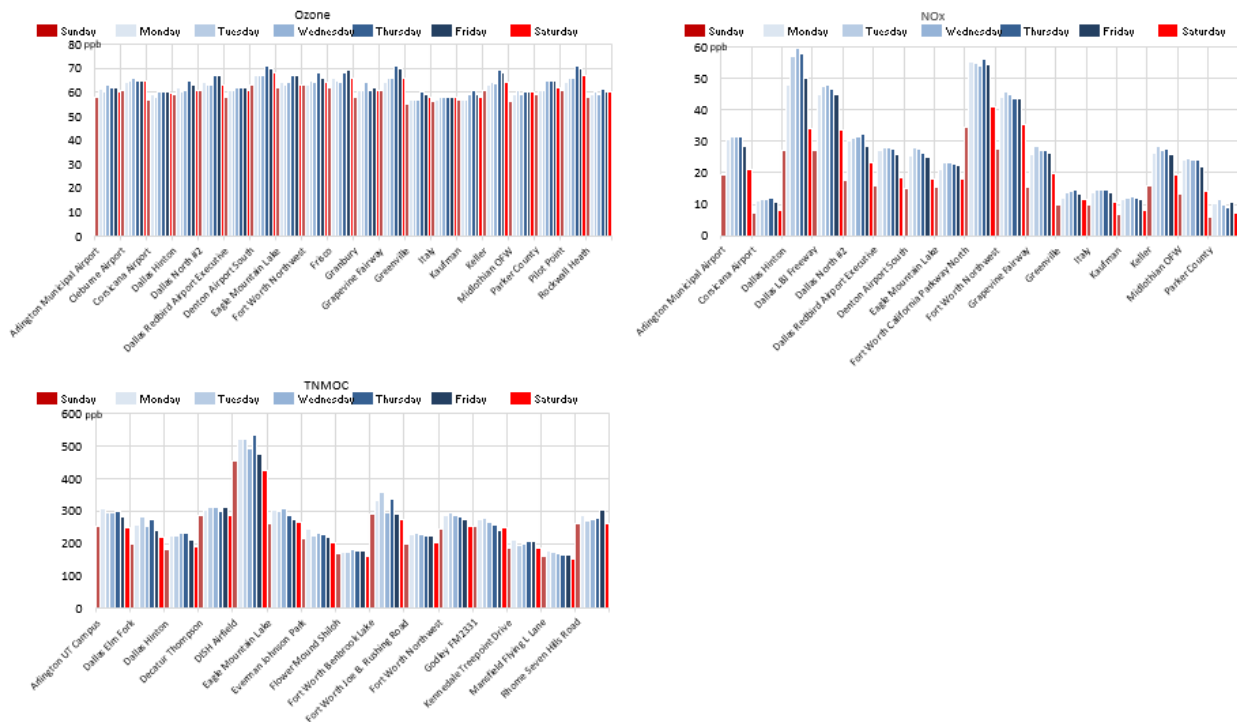 Ozone
Sunday Monday Tuesday Wednesday Thursday Friday Saturday
80 ppb
70
60
50
40
30
20
10
0
Arlington Municipal Airport
Cleburne Airport
Corsicana Airport
Dallas Hinton
Dallas North #2
Dallas Redbird Airport Executive
Denton Airport South
Eagle Mountain Lake
Fort Worth Northwest
Frisco
Granbury
Grapevine Fairway
Greenville
Italy
Kaufman
Keller
Midlothian OFW
Parker County
Pilot Point
Rockwall Heath
NOx
Sunday Monday Tuesday Wednesday Thursday Friday Saturday
60 ppb
50
40
30
20
10
0
Arlington Municipal Airport
Corsicana Airport
Dallas Hinton
Dallas LBJ Freeway
Dallas North #2
Dallas Redbird Airport Executive
Denton Airport South
Eagle Mountain Lake
Fort Worth California Parkway North
Fort Worth Northwest
Grapevine Fairway
Greenville
Italy
Kaufman
Keller
Midlothian OFW
Parker County
TNMOC
Sunday Monday Tuesday Wednesday Thursday Friday Saturday
600 ppb
500
400
300
200
100
0
Arlington UT Campus
Dallas Elm Fork
Dallas Hinton
Decatur Thompson
DISH Airfield
Eagle Mountain Lake
Everman Johnson Park
Flower Mound Shiloh
Fort Worth Benbrook Lake
Fort Worth Joe B. Rushing Road
Fort Worth Northwest
Godley FM2331
Kennedale Treepoint Drive
Mansfield Flying L Lane
Rhome Seven Hills Road